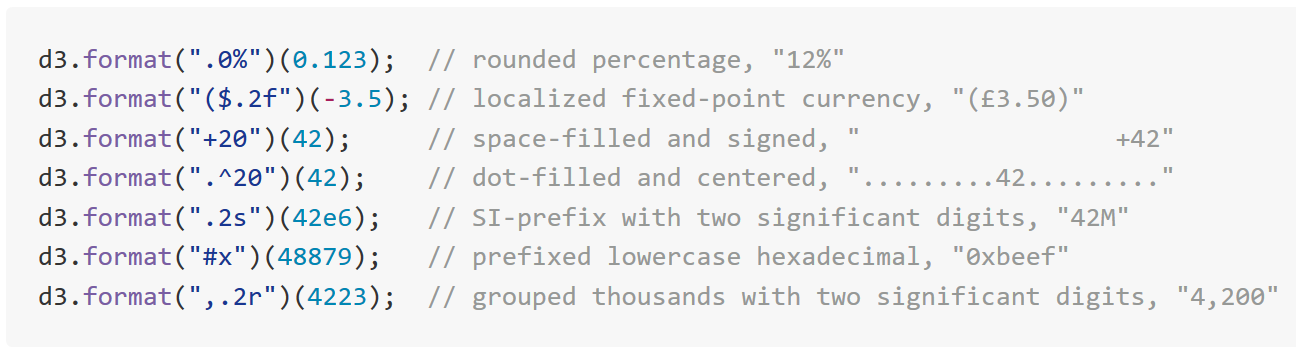 d3.format(".0%")(0.123);  // rounded percentage, "12%"
d3.format("($.2f")(-3.5); // localized fixed-point currency, "(£3.50)"
d3.format("+20")(42);     // space-filled and signed, "                 +42"
d3.format(".^20")(42);    // dot-filled and centered, ".........42........."
d3.format(".2s")(42e6);   // SI-prefix with two significant digits, "42M"
d3.format("#x")(48879);   // prefixed lowercase hexadecimal, "0xbeef"
d3.format(",.2r")(4223);  // grouped thousands with two significant digits, "4,200"